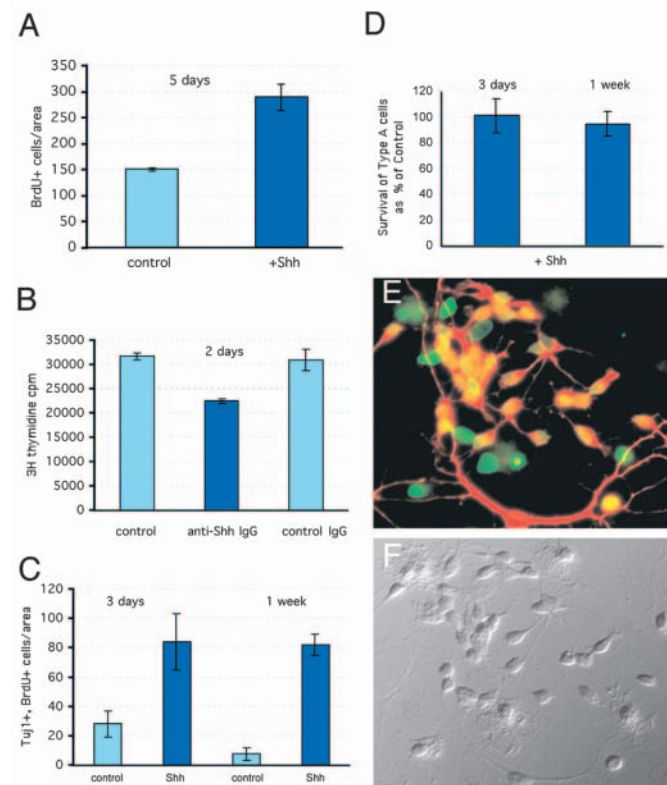 A
350
300
250
200
150
100
50
0
BrdU+ cells/area
5 days
control +Shh
B
35000
30000
25000
20000
15000
10000
5000
0
3H thymidine cpm
2 days
control anti-Shh IgG control IgG
C
120
100
80
60
40
20
0
Tuj1+, BrdU+ cells/area
3 days 1 week
control Shh control Shh
D
120
100
80
60
40
20
0
Survival of Type A cells
as % of Control
3 days 1 week
+ Shh
E
F